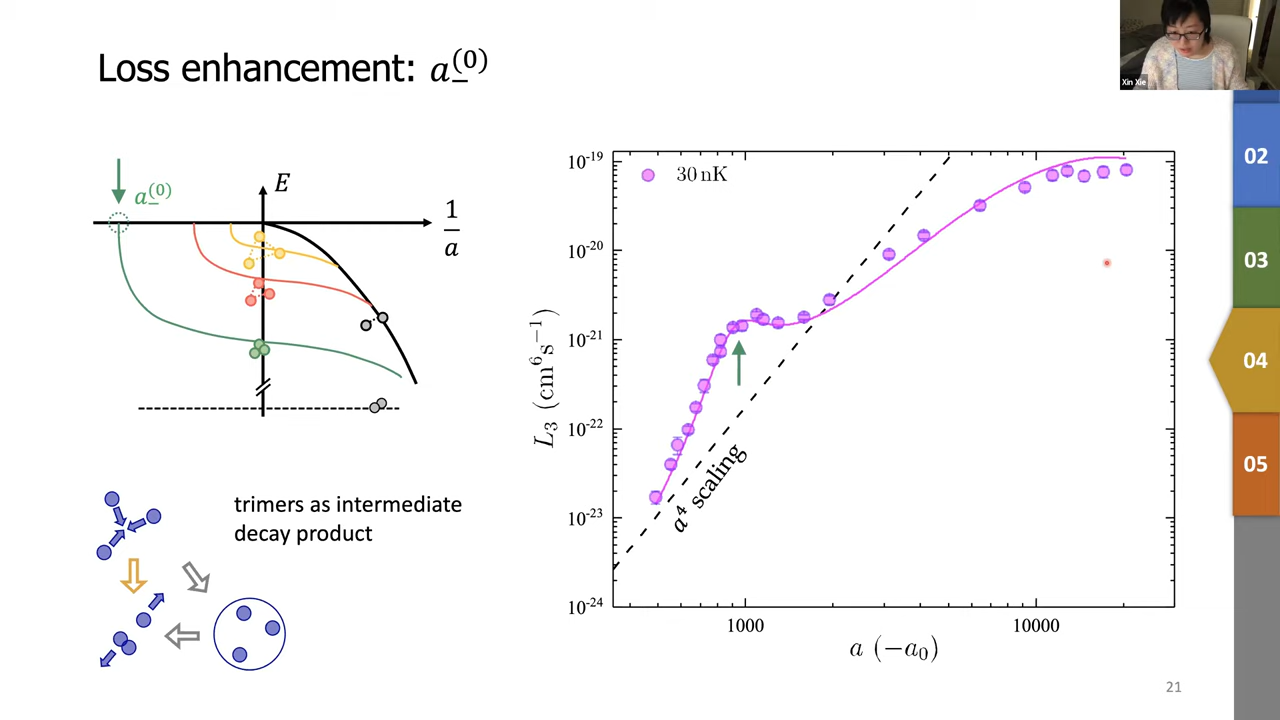 Loss enhancement: a₋⁽⁰⁾
Xin Xie
a₋⁽⁰⁾
E
1
a
trimers as intermediate
decay product
30 nK
10⁻¹⁹
10⁻²⁰
10⁻²¹
10⁻²²
10⁻²³
10⁻²⁴
L₃ (cm⁶s⁻¹)
a⁴ scaling
1000
10000
a (−a₀)
02
03
04
05
21